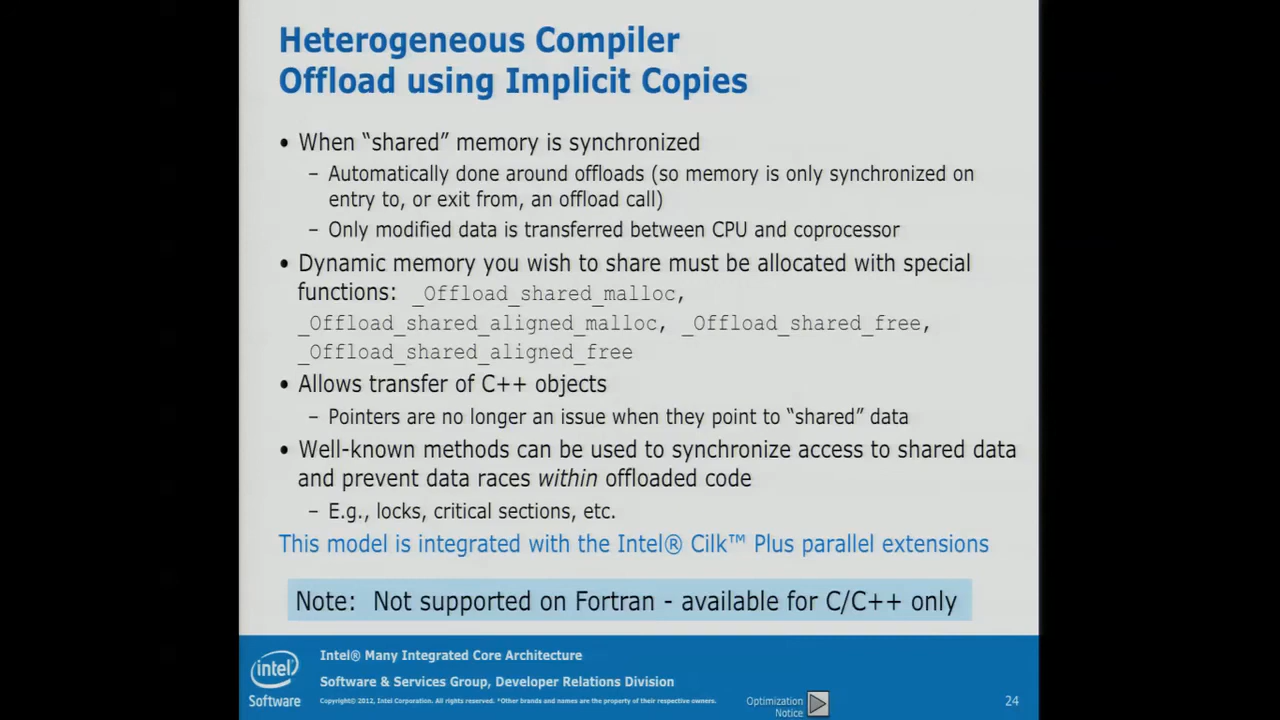 Heterogeneous Compiler
Offload using Implicit Copies
• When “shared” memory is synchronized
– Automatically done around offloads (so memory is only synchronized on
entry to, or exit from, an offload call)
– Only modified data is transferred between CPU and coprocessor
• Dynamic memory you wish to share must be allocated with special
functions: _Offload_shared_malloc,
_Offload_shared_aligned_malloc, _Offload_shared_free,
_Offload_shared_aligned_free
• Allows transfer of C++ objects
– Pointers are no longer an issue when they point to “shared” data
• Well-known methods can be used to synchronize access to shared data
and prevent data races within offloaded code
– E.g., locks, critical sections, etc.
This model is integrated with the Intel® Cilk™ Plus parallel extensions
Note: Not supported on Fortran - available for C/C++ only
intel
Software
Intel® Many Integrated Core Architecture
Software & Services Group, Developer Relations Division
Copyright© 2012, Intel Corporation. All rights reserved. *Other brands and names are the property of their respective owners.
Optimization
Notice
24